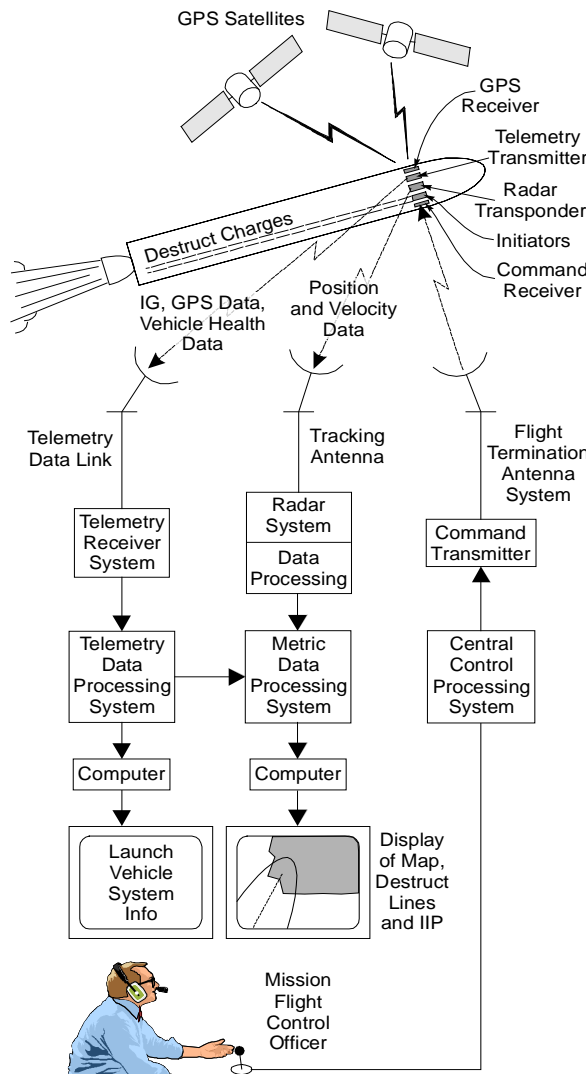 GPS Satellites
GPS
Receiver
Telemetry
Transmitter
Radar
Transponder
Initiators
Command
Receiver
Destruct Charges
IG, GPS Data,
Vehicle Health
Data
Position
and Velocity
Data
Telemetry
Data Link
Tracking
Antenna
Flight
Termination
Antenna
System
Telemetry
Receiver
System
Radar
System
Data
Processing
Command
Transmitter
Telemetry
Data
Processing
System
Metric
Data
Processing
System
Central
Control
Processing
System
Computer
Computer
Launch
Vehicle
System
Info
Display
of Map,
Destruct
Lines
and IIP
Mission
Flight
Control
Officer